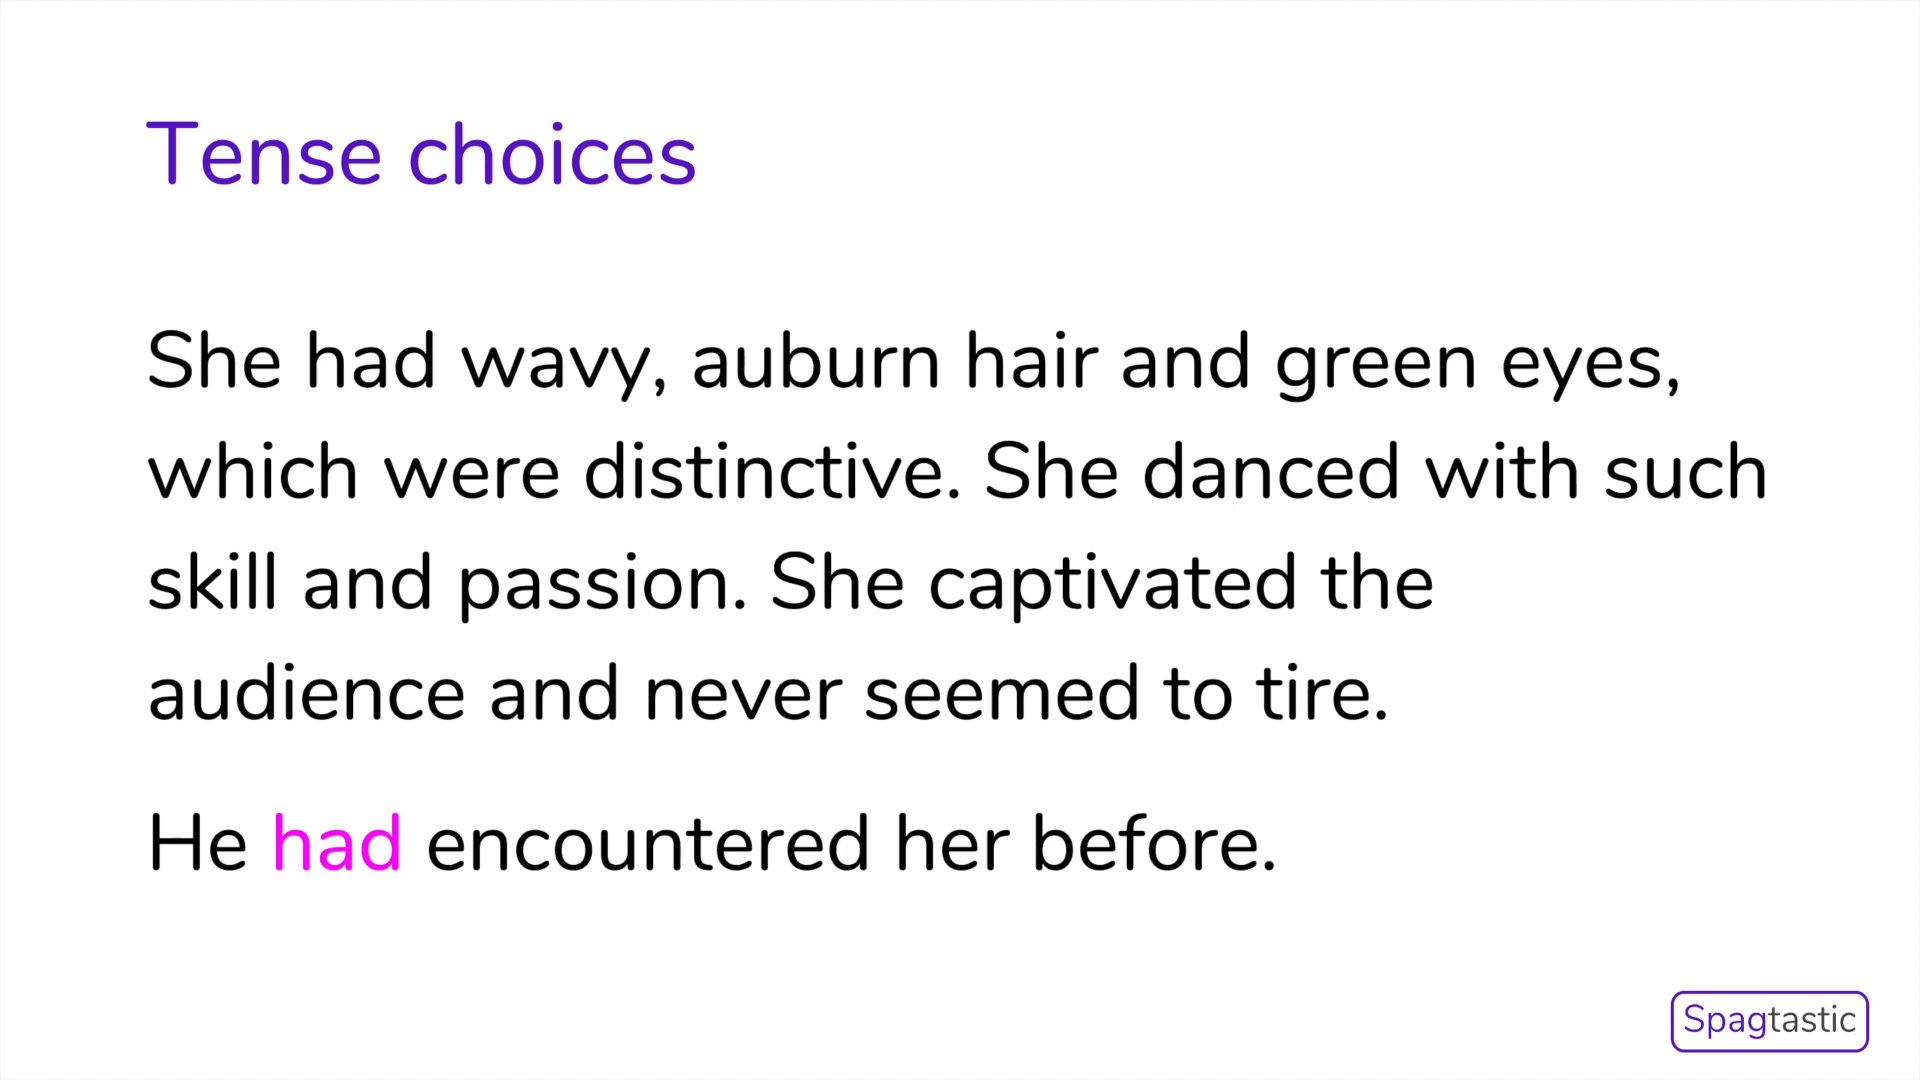 Tense choices
She had wavy, auburn hair and green eyes,
which were distinctive. She danced with such
skill and passion. She captivated the
audience and never seemed to tire.
He had encountered her before.
Spagtastic